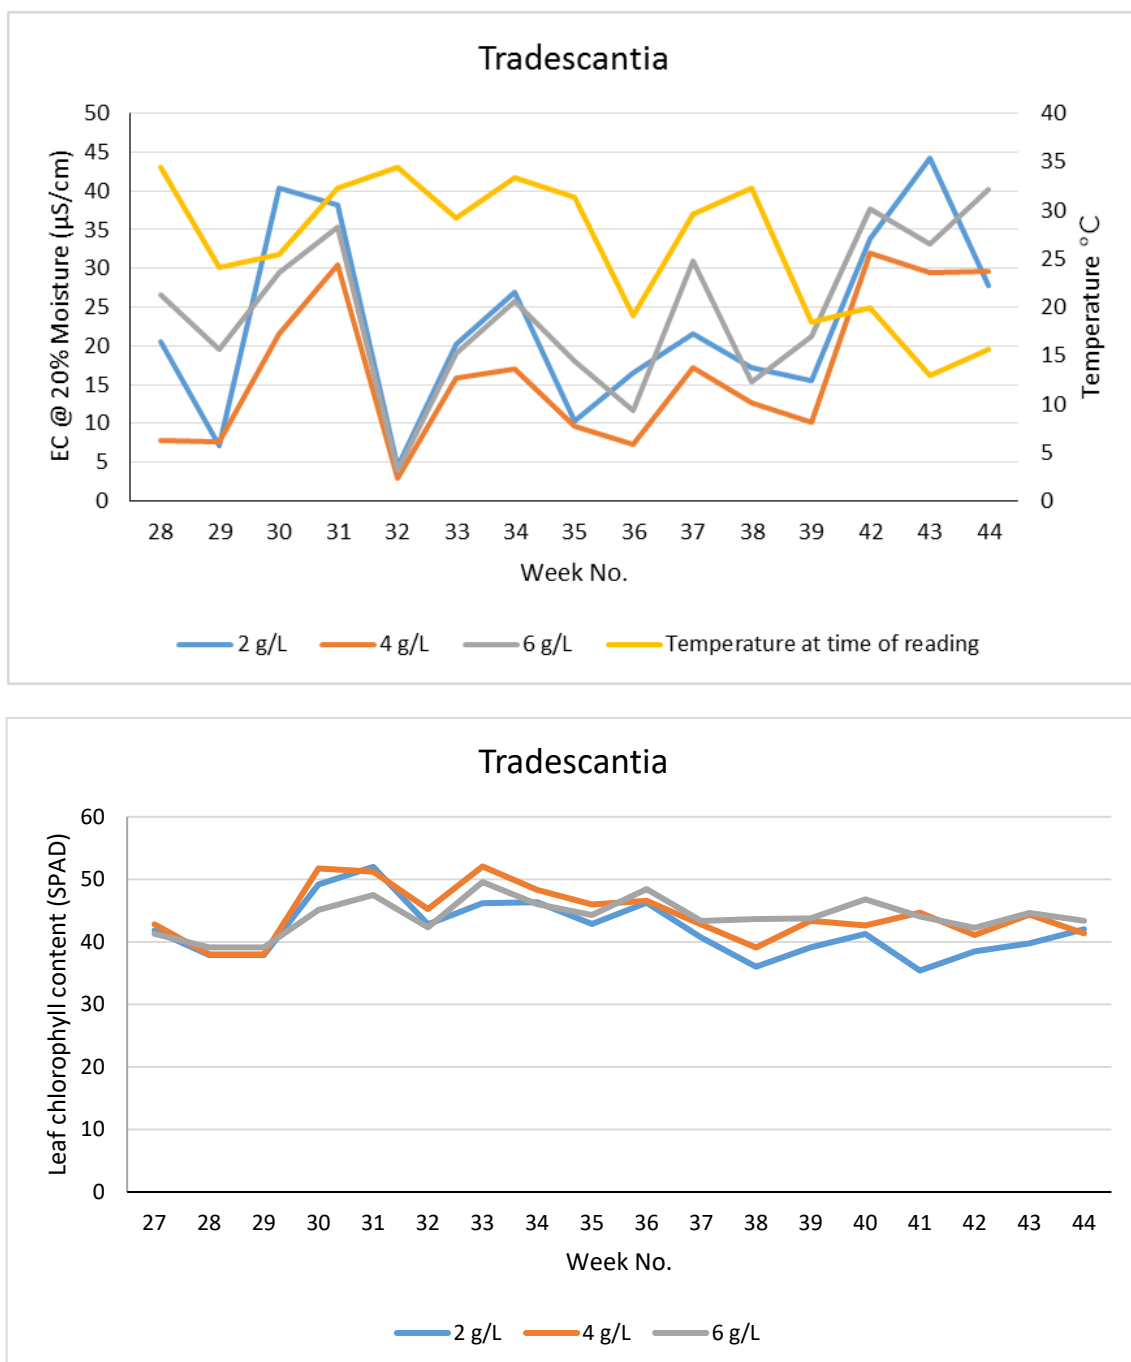 Tradescantia
EC @ 20% Moisture (µS/cm)
50
45
40
35
30
25
20
15
10
5
0
40
35
30
25
20
15
10
5
0
Temperature °C
28 29 30 31 32 33 34 35 36 37 38 39 42 43 44
Week No.
2 g/L 4 g/L 6 g/L Temperature at time of reading
Tradescantia
Leaf chlorophyll content (SPAD)
60
50
40
30
20
10
0
27 28 29 30 31 32 33 34 35 36 37 38 39 40 41 42 43 44
Week No.
2 g/L 4 g/L 6 g/L